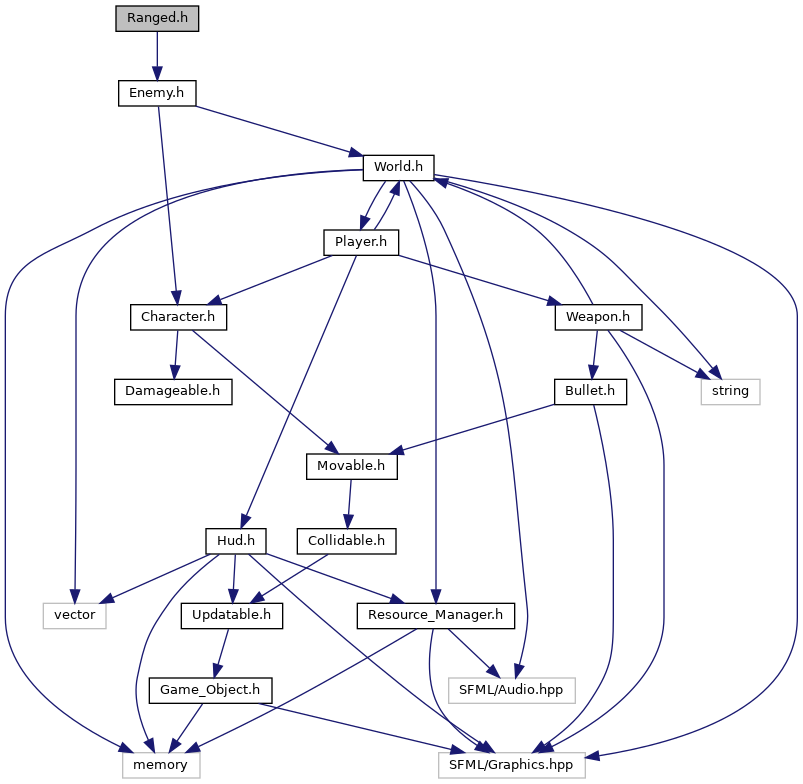 Ranged.h
Enemy.h
World.h
Player.h
Character.h
Weapon.h
Damageable.h
Bullet.h
string
Movable.h
Hud.h
Collidable.h
vector
Updatable.h
Resource_Manager.h
Game_Object.h
SFML/Audio.hpp
memory
SFML/Graphics.hpp